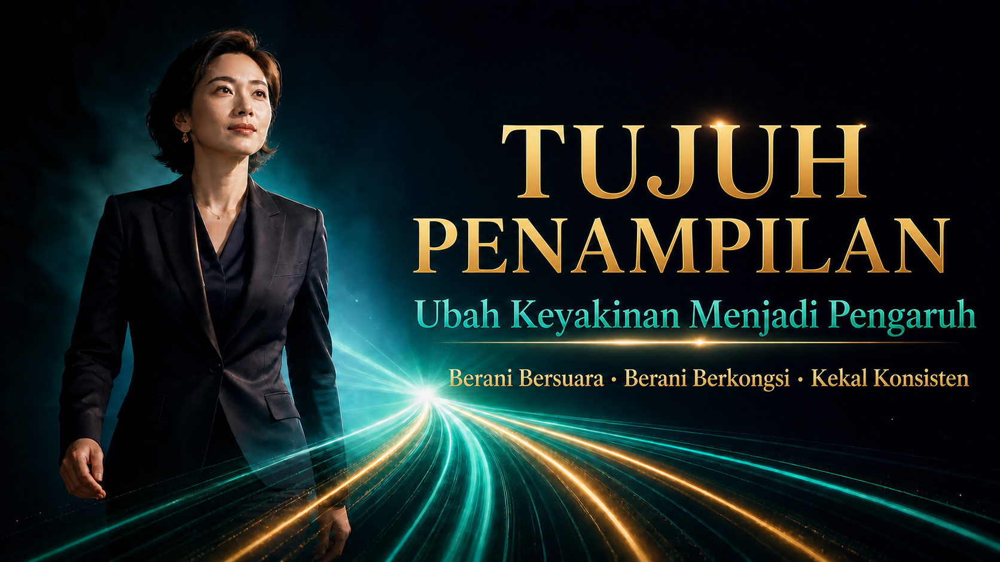 TUJUH
PENAMPILAN
Ubah Keyakinan Menjadi Pengaruh
Berani Bersuara • Berani Berkongsi • Kekal Konsisten